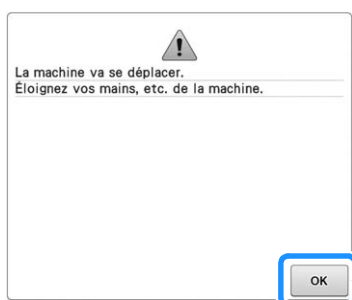 La machine va se déplacer.
Éloignez vos mains, etc. de la machine.
OK